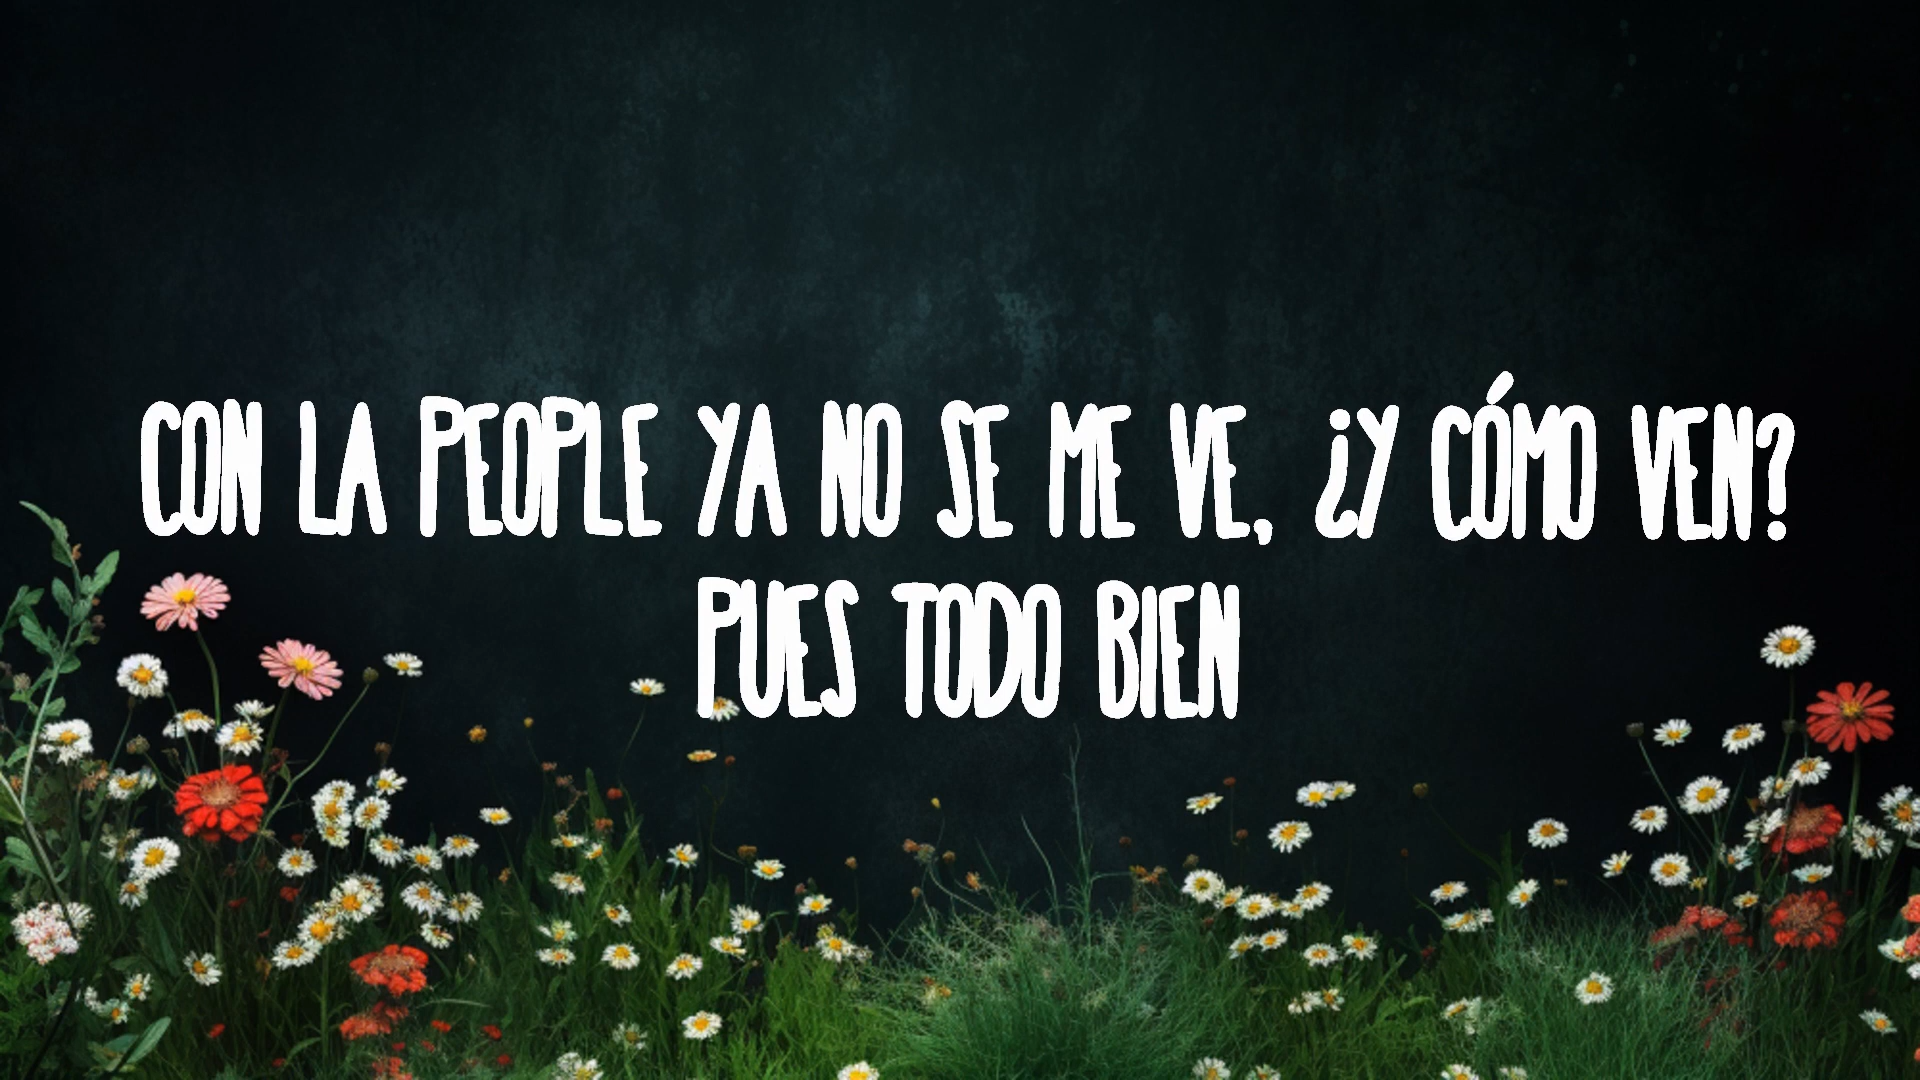 CON LA PEOPLE YA NO SE ME VE, ¿Y CÓMO VEN?
PUES TODO BIEN